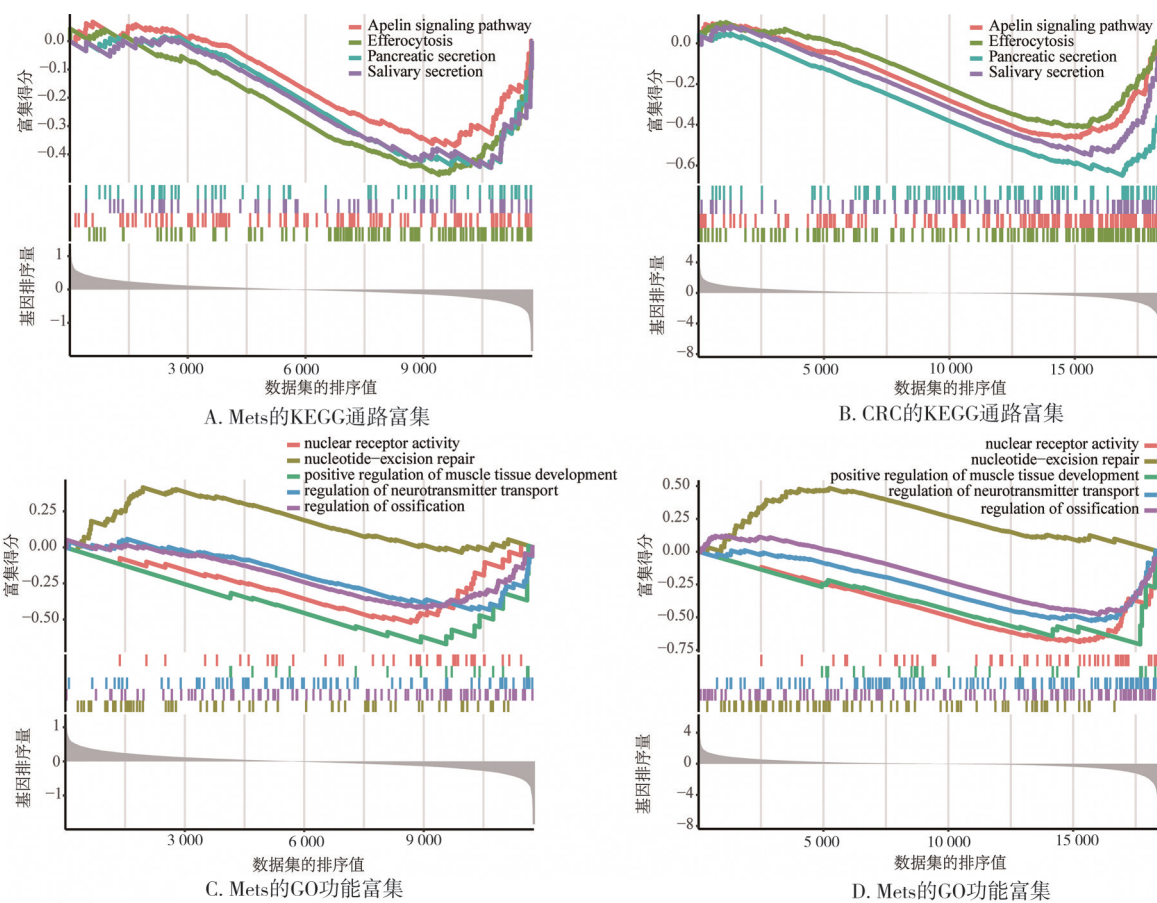 Apelin signaling pathway
Efferocytosis
Pancreatic secretion
Salivary secretion
富集得分
0.0
−0.1
−0.2
−0.3
−0.4
基因排序量
1
0
−1
3 000
6 000
9 000
数据集的排序值
A. Mets的KEGG通路富集
Apelin signaling pathway
Efferocytosis
Pancreatic secretion
Salivary secretion
富集得分
0.0
−0.2
−0.4
−0.6
基因排序量
4
0
−4
−8
5 000
10 000
15 000
数据集的排序值
B. CRC的KEGG通路富集
nuclear receptor activity
nucleotide−excision repair
positive regulation of muscle tissue development
regulation of neurotransmitter transport
regulation of ossification
富集得分
0.25
0.00
−0.25
−0.50
基因排序量
1
0
−1
3 000
6 000
9 000
数据集的排序值
C. Mets的GO功能富集
nuclear receptor activity
nucleotide−excision repair
positive regulation of muscle tissue development
regulation of neurotransmitter transport
regulation of ossification
富集得分
0.50
0.25
0.00
−0.25
−0.50
−0.75
基因排序量
4
0
−4
−8
5 000
10 000
15 000
数据集的排序值
D. Mets的GO功能富集